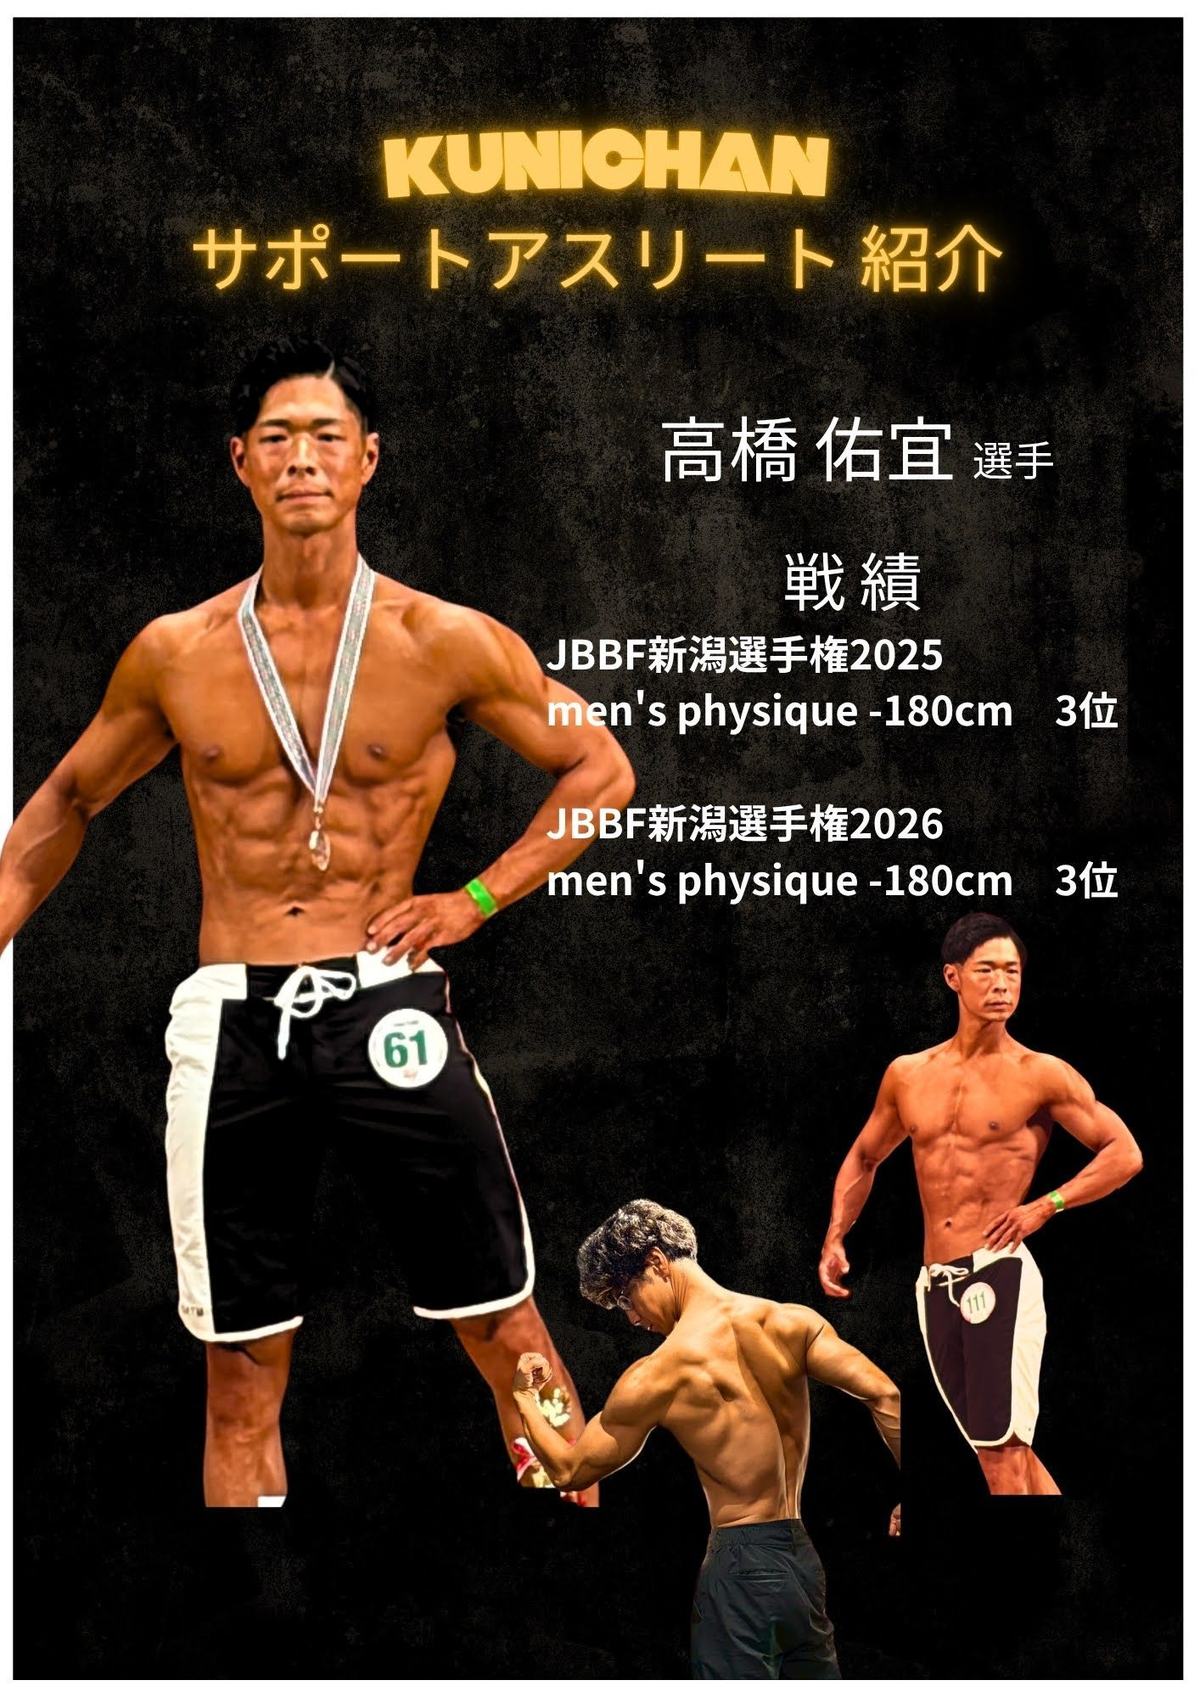 KUNICHAN
サポートアスリート 紹介
高橋 佑宜 選手
戦 績
JBBF新潟選手権2025
men's physique -180cm 3位
JBBF新潟選手権2026
men's physique -180cm 3位
61
111